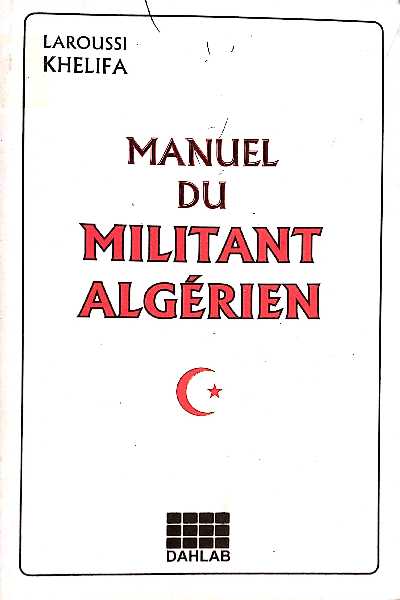 LAROUSSI
KHELIFA
MANUEL
DU
MILITANT
ALGÉRIEN
DAHLAB